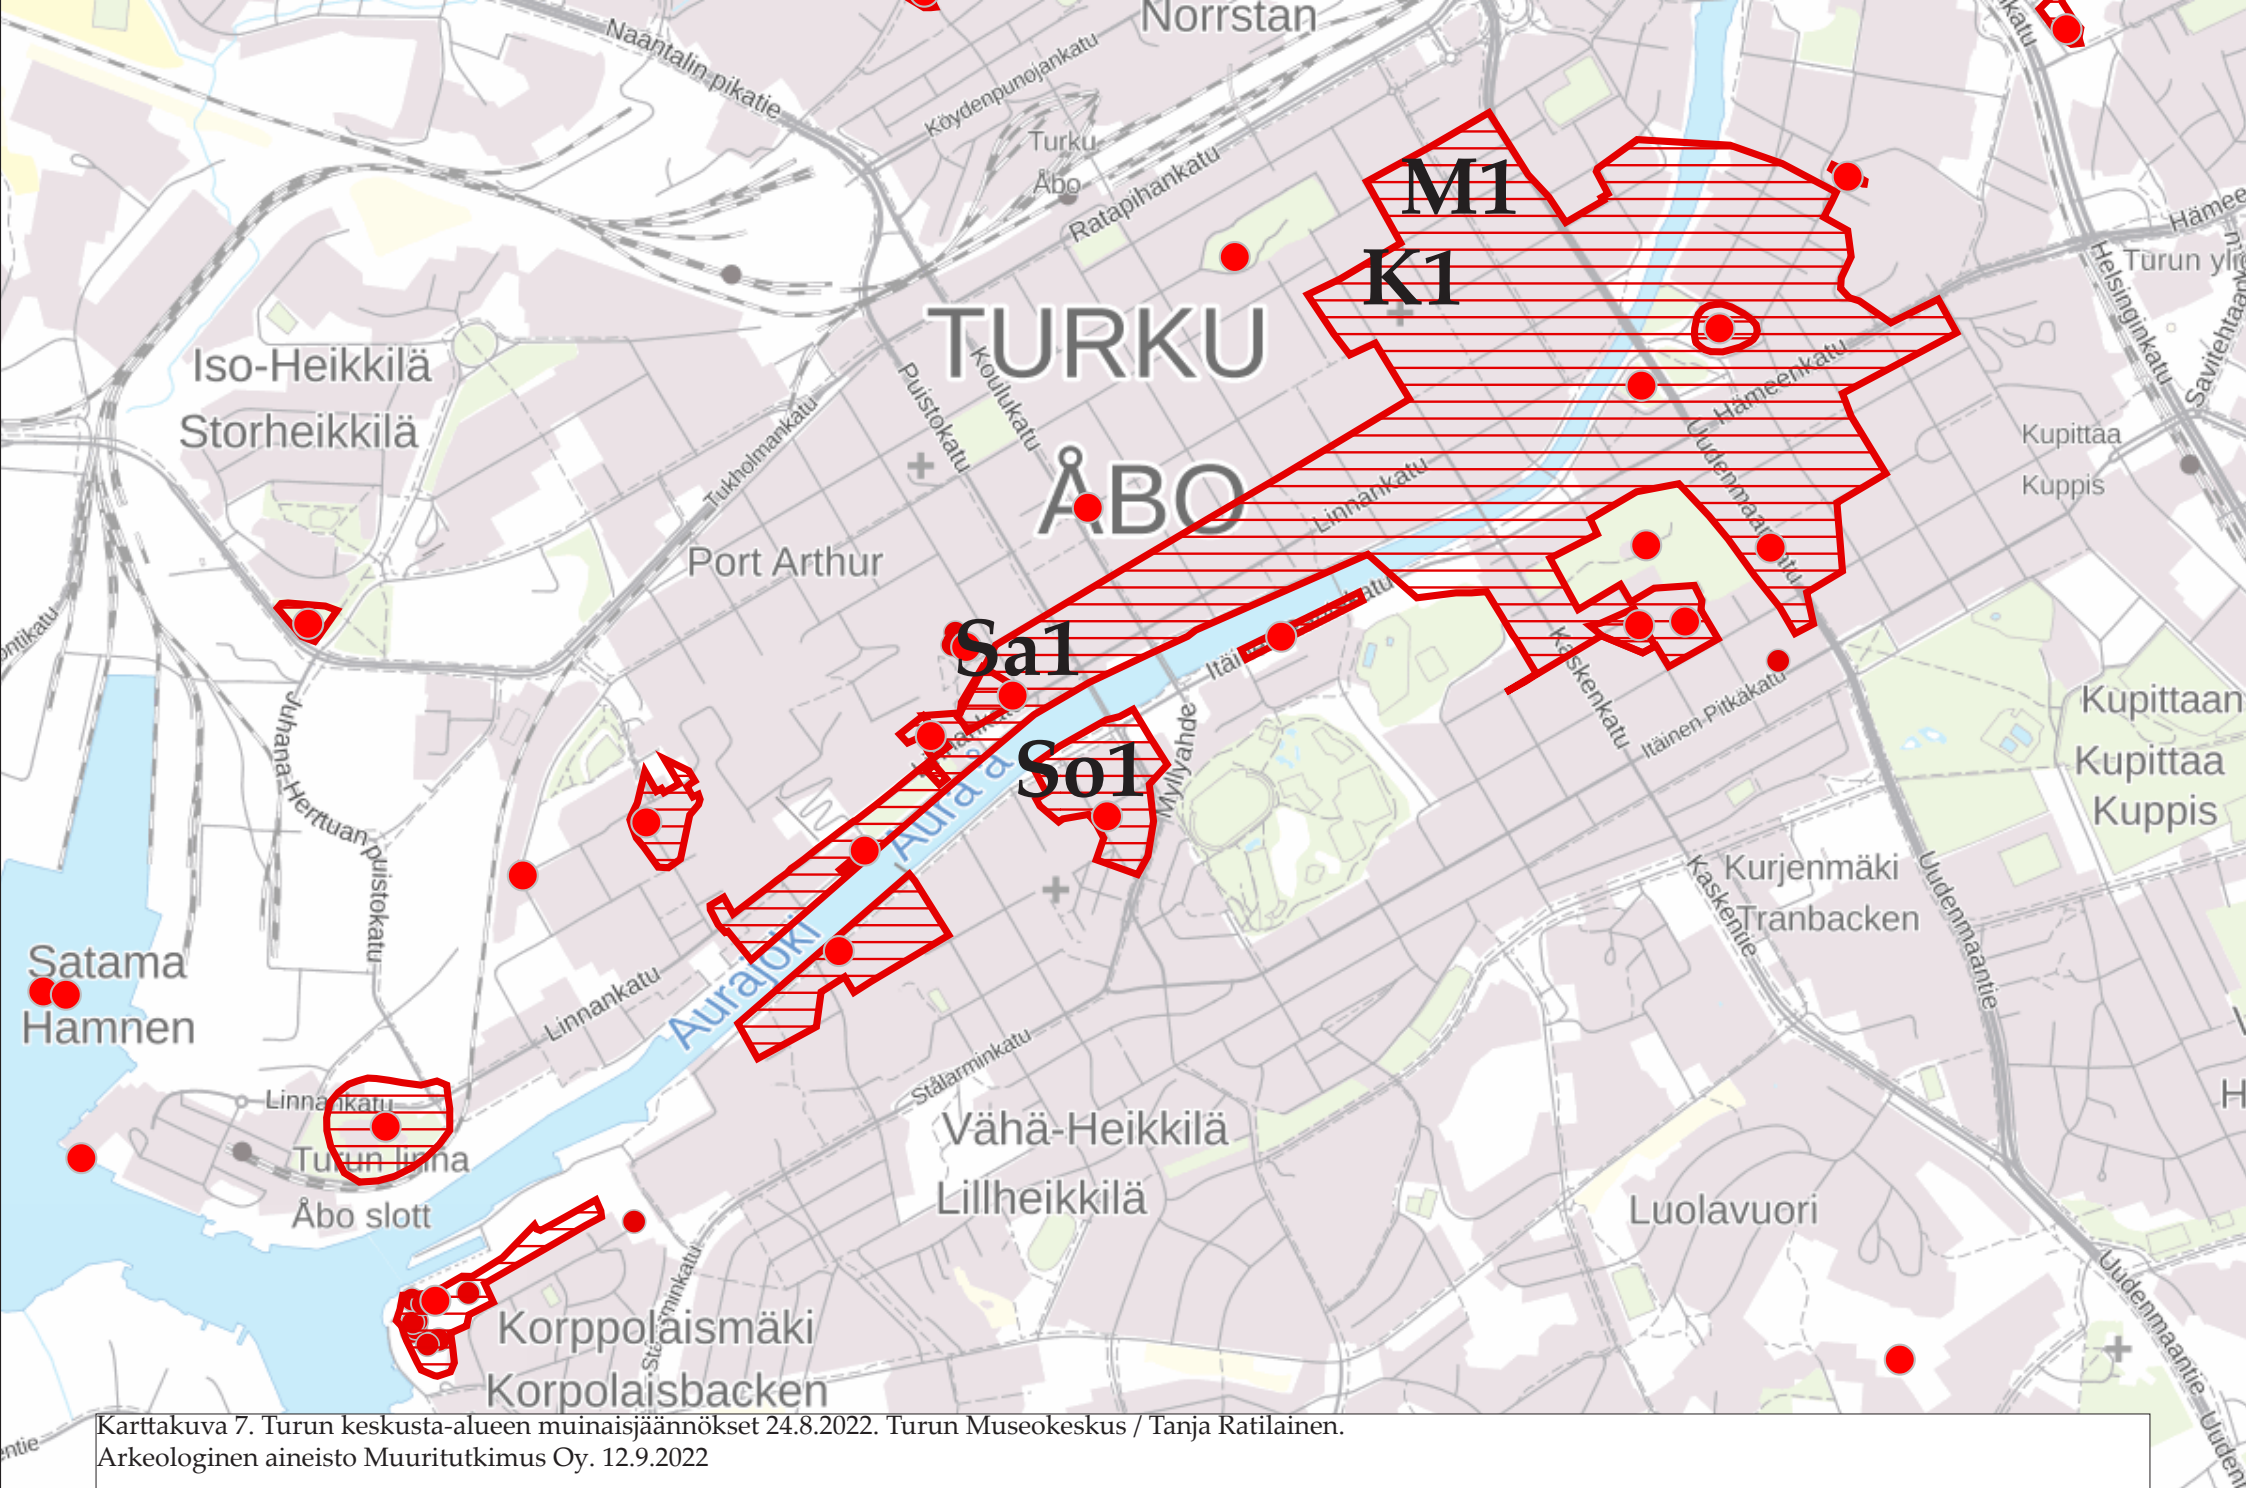 Norrstan
Naantalin pikatie
Köydenpunojankatu
Turku
Åbo
Ratapihankatu
M1
K1
TURKU
ÅBO
Iso-Heikkilä
Storheikkilä
Puistokatu
Koulukatu
Tukholmankatu
Port Arthur
Linnankatu
Hämeenkatu
Uudenmaankatu
Helsinginkatu
Kupittaa
Kuppis
Sa1
So1
Myllyahde
Kaskenkatu
Itäinen Pitkäkatu
Kupittaan
Kupittaa
Kuppis
Juhana Herttuan puistokatu
Aurajoki
Linnankatu
Kurjenmäki
Tranbacken
Kaskentie
Uudenmaantie
Satama
Hamnen
Linnankatu
Turun linna
Åbo slott
Stålarminkatu
Vähä-Heikkilä
Lillheikkilä
Luolavuori
Stålarminkatu
Korppolaismäki
Korpolaisbacken
Uudenmaantie
Karttakuva 7. Turun keskusta-alueen muinaisjäännökset 24.8.2022. Turun Museokeskus / Tanja Ratilainen.
Arkeologinen aineisto Muuritutkimus Oy. 12.9.2022